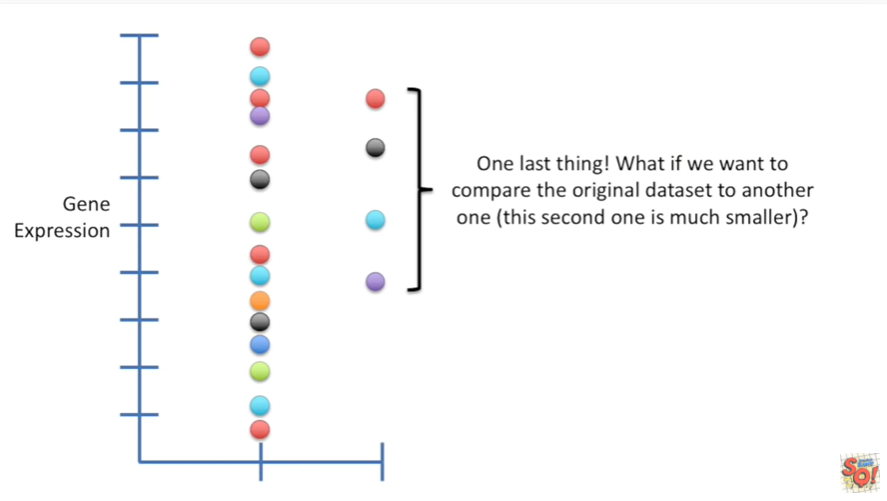 One last thing! What if we want to
compare the original dataset to another
one (this second one is much smaller)?
Gene
Expression
SO!